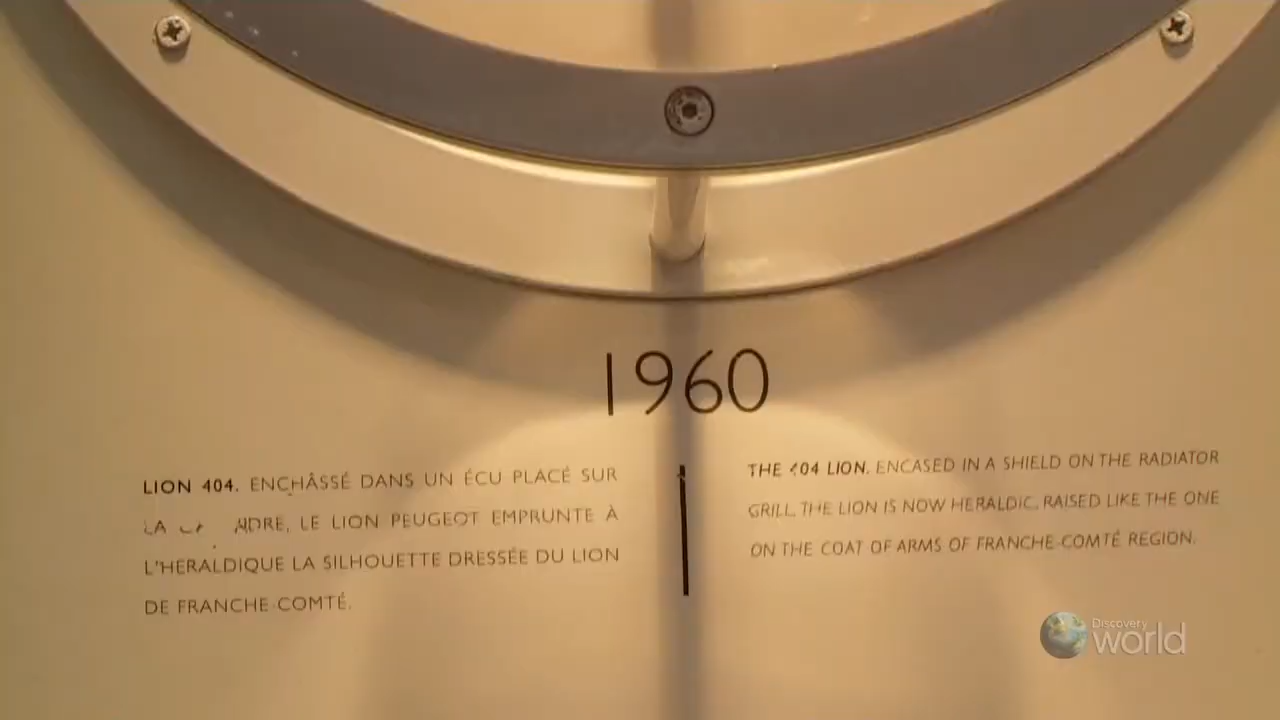 1960
LION 404. ENCHÂSSÉ DANS UN ÉCU PLACÉ SUR
LA LE LION PEUGEOT EMPRUNTE À
L'HERALDIQUE LA SILHOUETTE DRESSÉE DU LION
DE FRANCHE-COMTÉ.
THE 404 LION. ENCASED IN A SHIELD ON THE RADIATOR
GRILL. THE LION IS NOW HERALDIC, RAISED LIKE THE ONE
ON THE COAT OF ARMS OF FRANCHE-COMTÉ REGION.
Discovery
world